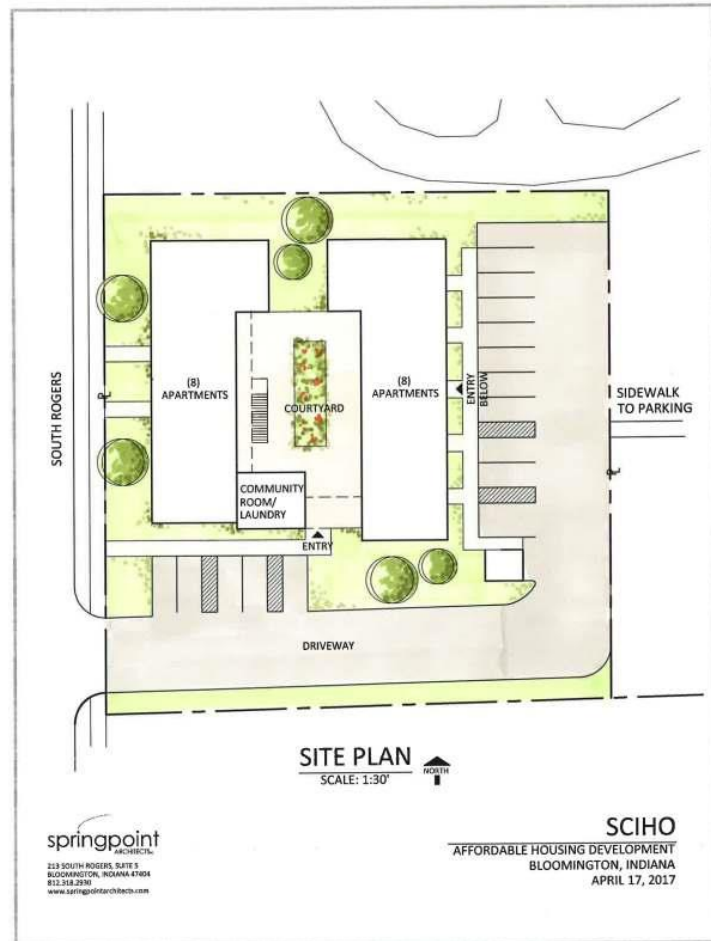 SOUTH ROGERS
(8)
APARTMENTS
COURTYARD
(8)
APARTMENTS
ENTRY
BELOW
SIDEWALK
TO PARKING
COMMUNITY
ROOM/
LAUNDRY
ENTRY
DRIVEWAY
SITE PLAN
SCALE: 1:30'
NORTH
springpoint
ARCHITECTS
213 SOUTH ROGERS, SUITE 5
BLOOMINGTON, INDIANA 47404
812.318.2930
www.springpointarchitects.com
SCIHO
AFFORDABLE HOUSING DEVELOPMENT
BLOOMINGTON, INDIANA
APRIL 17, 2017